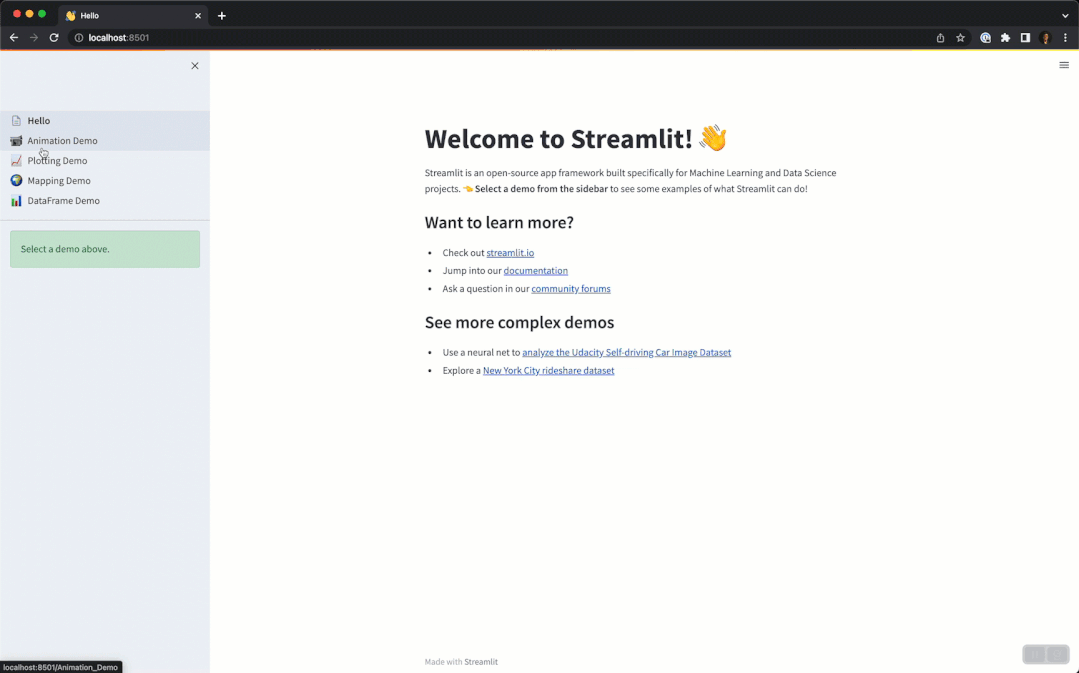 Hello
localhost:8501
Hello
Animation Demo
Plotting Demo
Mapping Demo
DataFrame Demo
Select a demo above.
Welcome to Streamlit! 👋
Streamlit is an open-source app framework built specifically for Machine Learning and Data Science
projects. 👈 Select a demo from the sidebar to see some examples of what Streamlit can do!
Want to learn more?
• Check out streamlit.io
• Jump into our documentation
• Ask a question in our community forums
See more complex demos
• Use a neural net to analyze the Udacity Self-driving Car Image Dataset
• Explore a New York City rideshare dataset
Made with Streamlit
localhost:8501/Animation_Demo